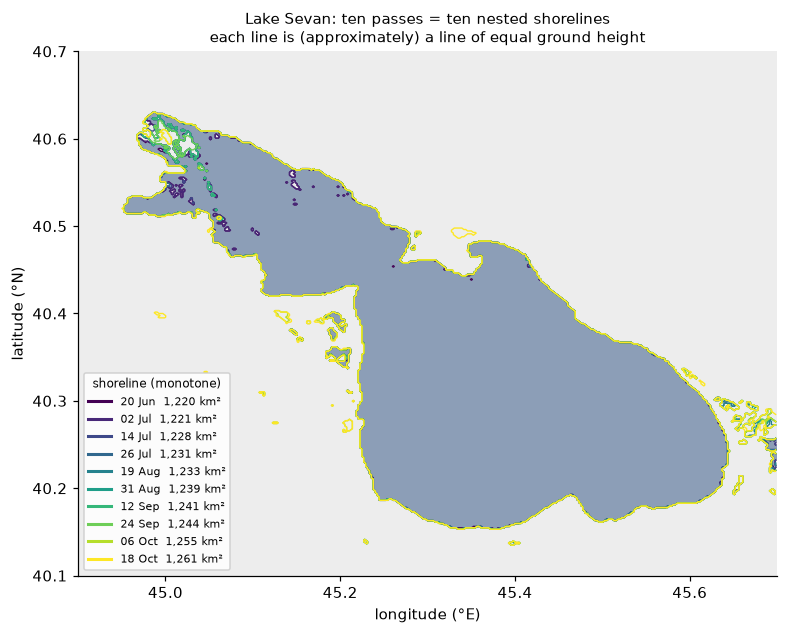 Lake Sevan: ten passes = ten nested shorelines
each line is (approximately) a line of equal ground height
40.7
40.6
40.5
40.4
40.3
40.2
40.1
latitude (°N)
shoreline (monotone)
20 Jun 1,220 km²
02 Jul 1,221 km²
14 Jul 1,228 km²
26 Jul 1,231 km²
19 Aug 1,233 km²
31 Aug 1,239 km²
12 Sep 1,241 km²
24 Sep 1,244 km²
06 Oct 1,255 km²
18 Oct 1,261 km²
45.0 45.2 45.4 45.6
longitude (°E)